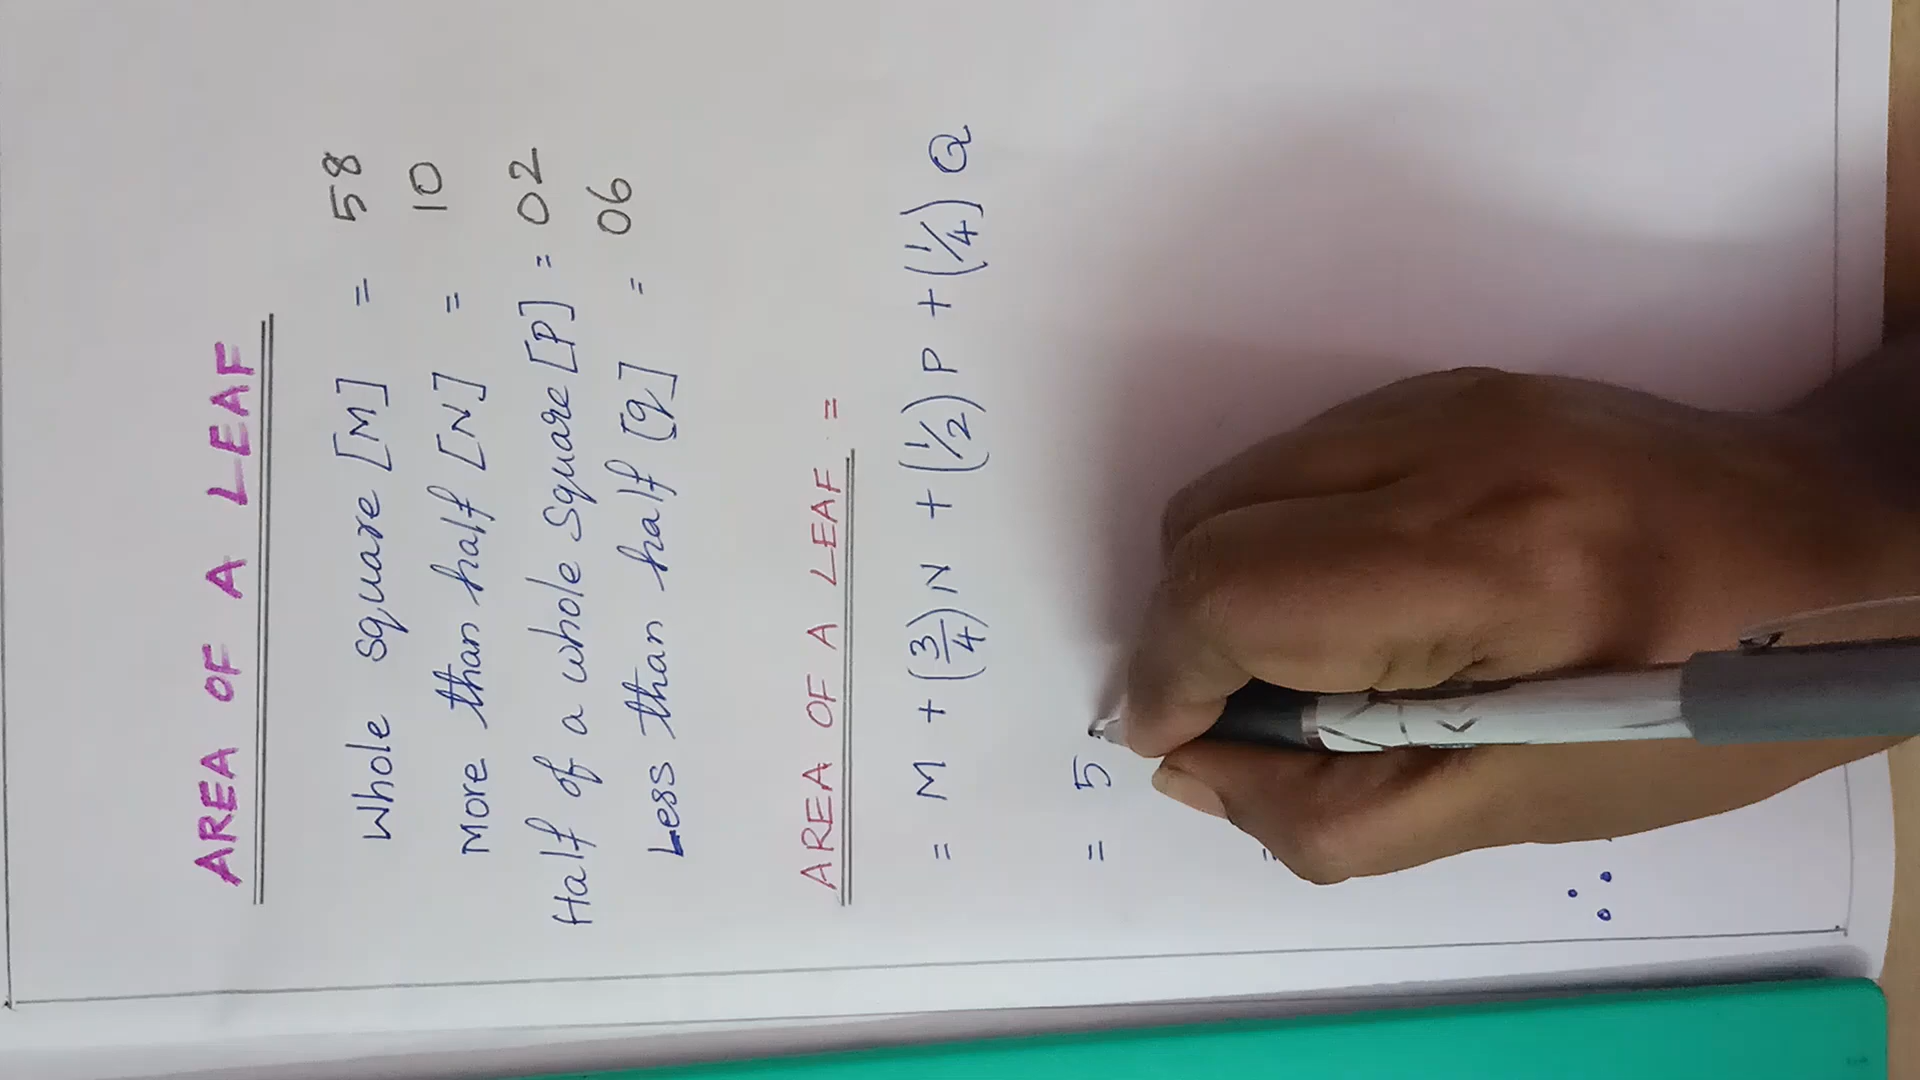 AREA OF A LEAF
Whole square [M] = 58
More than half [N] = 10
Half of a whole square [P] = 02
Less than half [q] = 06
AREA OF A LEAF =
= M + (3/4) N + (1/2) P + (1/4) Q
= 5
=
∴